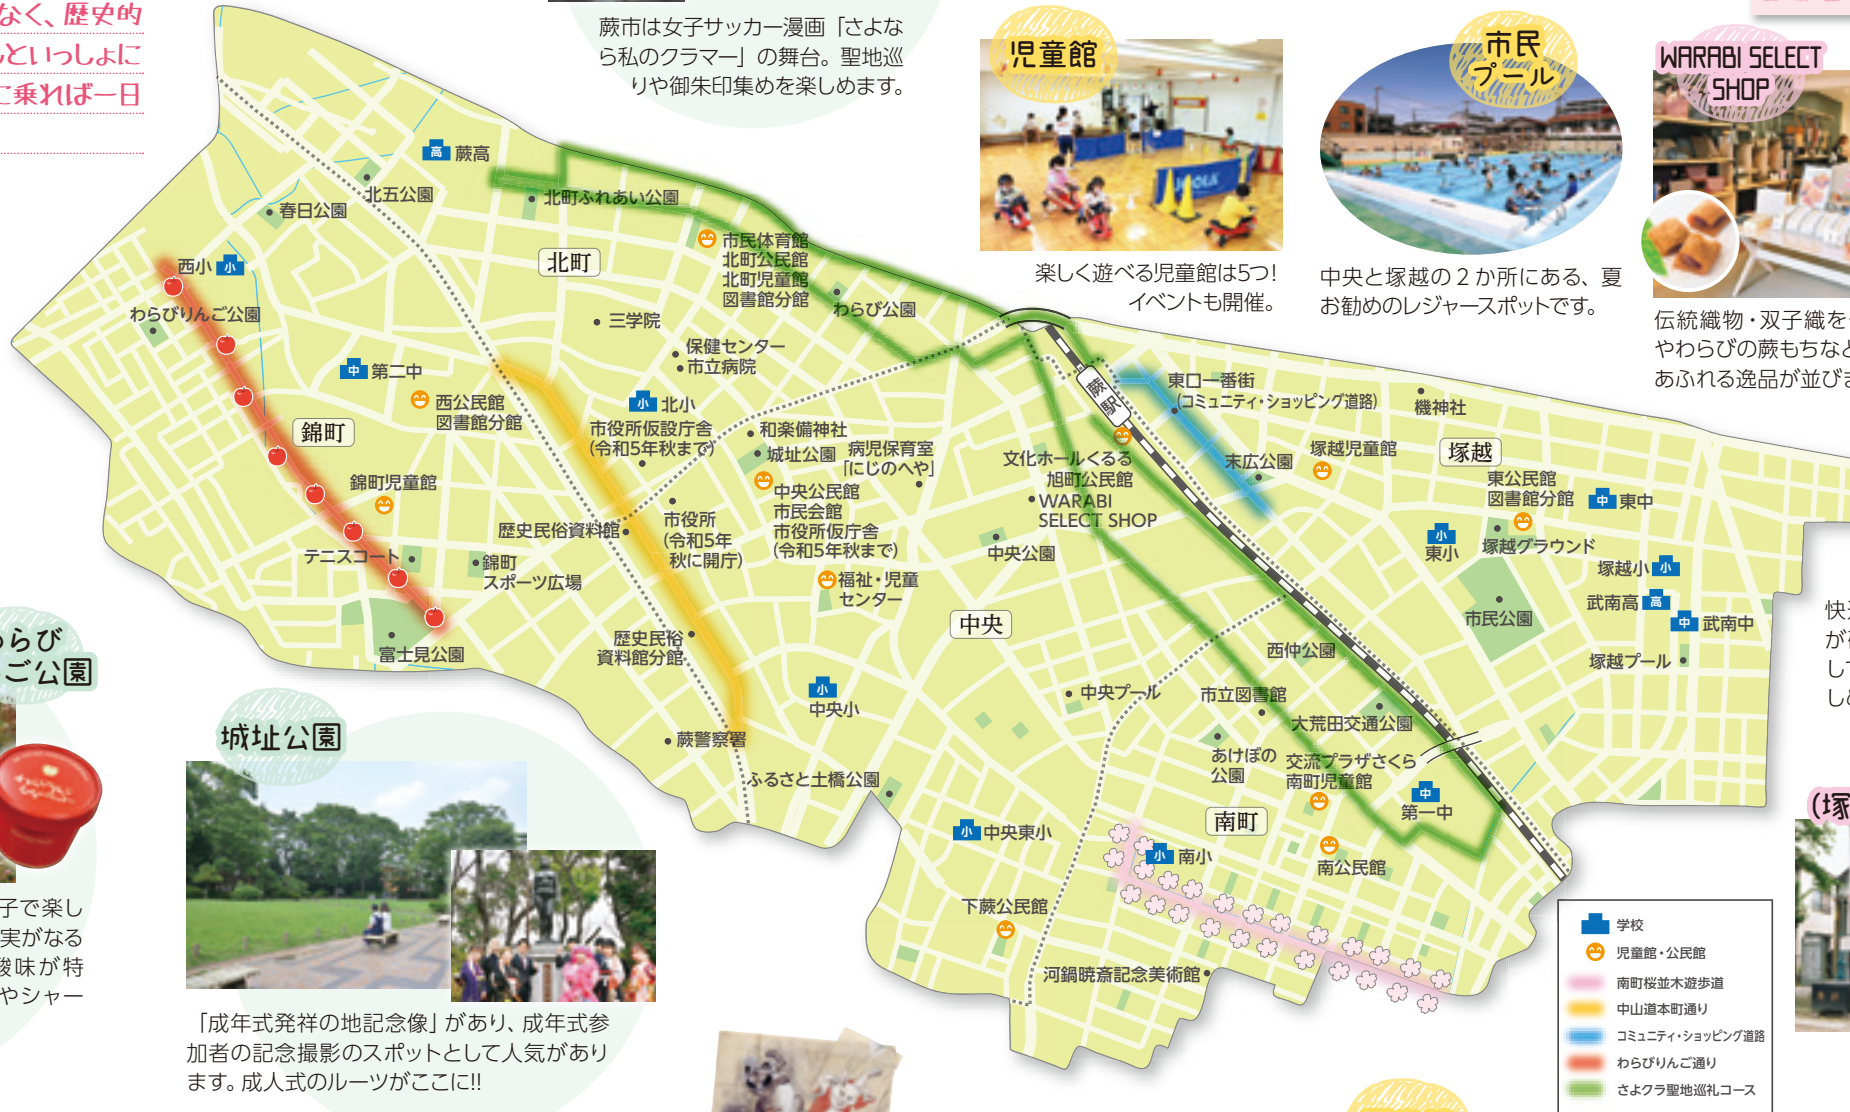 なく、歴史的
といっしょに
に乗れば一日
蕨市は女子サッカー漫画「さよな
ら私のクラマー」の舞台。聖地巡
りや御朱印集めを楽しめます。
児童館
楽しく遊べる児童館は5つ!
イベントも開催。
市民
プール
中央と塚越の2か所にある、夏
お勧めのレジャースポットです。
WARABI SELECT
SHOP
伝統織物・双子織を
やわらびの蕨もちなど
あふれる逸品が並びま
高 蕨高
北五公園
春日公園
北町ふれあい公園
市民体育館
北町公民館
北町児童館
図書館分館
北町
西小 小
わらびりんご公園
三学院
わらび公園
保健センター
市立病院
中 第二中
西公民館
図書館分館
小 北小
市役所仮設庁舎
(令和5年秋まで)
和楽備神社
城址公園
病児保育室
「にじのへや」
錦町
錦町児童館
中央公民館
市民会館
市役所仮庁舎
(令和5年秋まで)
歴史民俗資料館
市役所
(令和5年
秋に開庁)
テニスコート
錦町
スポーツ広場
福祉・児童
センター
富士見公園
歴史民俗
資料館分館
中央
小
中央小
蕨警察署
ふるさと土橋公園
蕨駅
東口一番街
(コミュニティ・ショッピング道路)
機神社
文化ホールくるる
旭町公民館
WARABI
SELECT SHOP
末広公園
塚越児童館
塚越
東公民館
図書館分館
中 東中
中央公園
小
東小
塚越グラウンド
塚越小 小
武南高 高
中 武南中
市民公園
塚越プール
西仲公園
中央プール
市立図書館
大荒田交通公園
あけぼの
公園
交流プラザさくら
南町児童館
中
第一中
南町
小 中央東小
小 南小
南公民館
下蕨公民館
河鍋暁斎記念美術館
わらび
ご公園
子で楽し
実がなる
酸味が特
やシャー
城址公園
「成年式発祥の地記念像」があり、成年式参
加者の記念撮影のスポットとして人気があり
ます。成人式のルーツがここに!!
快
が
し
し
(塚
学校
児童館・公民館
南町桜並木遊歩道
中山道本町通り
コミュニティ・ショッピング道路
わらびりんご通り
さよクラ聖地巡礼コース